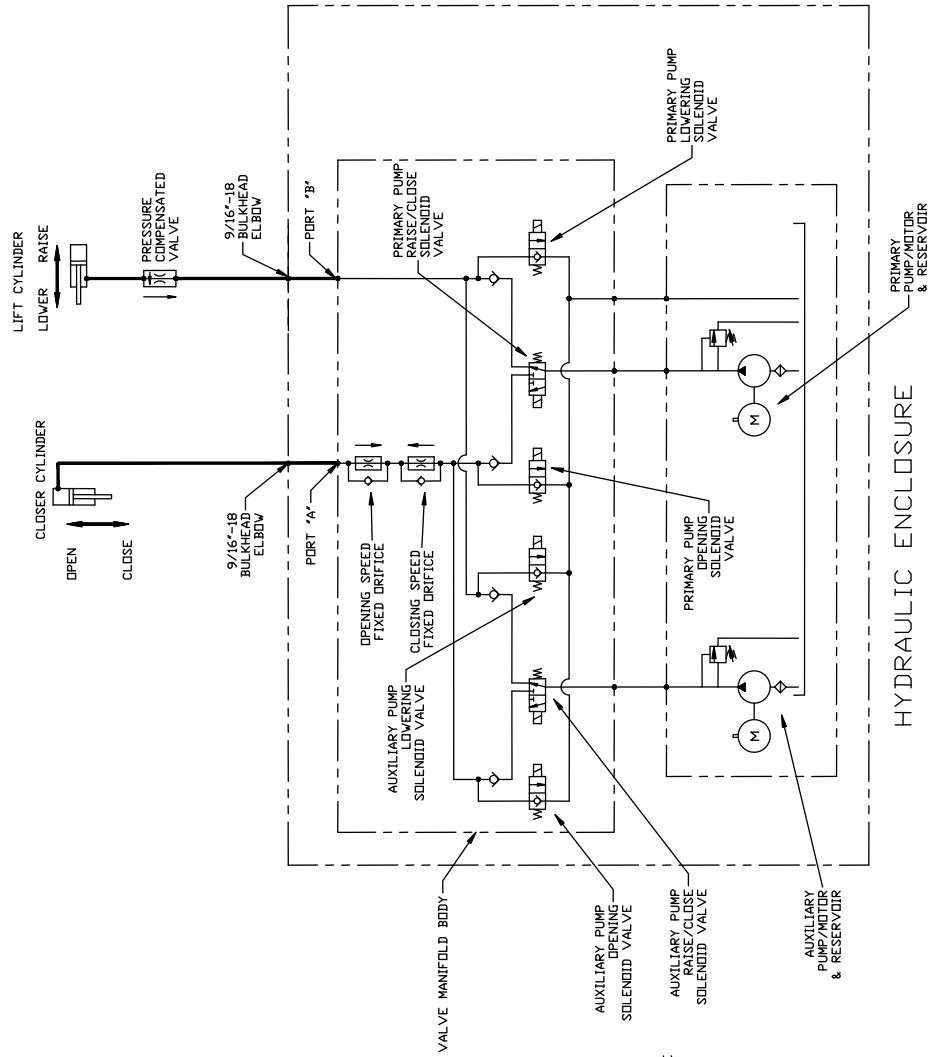 LIFT CYLINDER
LOWER RAISE
PRESSURE
COMPENSATED
VALVE
9/16"-18
BULKHEAD
ELBOW
PORT "B"
CLOSER CYLINDER
OPEN
CLOSE
9/16"-18
BULKHEAD
ELBOW
PORT "A"
OPENING SPEED
FIXED ORIFICE
CLOSING SPEED
FIXED ORIFICE
PRIMARY PUMP
RAISE/CLOSE
SOLENOID
VALVE
PRIMARY PUMP
LOWERING
SOLENOID
VALVE
AUXILIARY PUMP
LOWERING
SOLENOID VALVE
PRIMARY PUMP
OPENING
SOLENOID
VALVE
VALVE MANIFOLD BODY
AUXILIARY PUMP
OPENING
SOLENOID VALVE
AUXILIARY PUMP
RAISE/CLOSE
SOLENOID VALVE
AUXILIARY
PUMP/MOTOR
& RESERVOIR
PRIMARY
PUMP/MOTOR
& RESERVOIR
M
M
HYDRAULIC ENCLOSURE